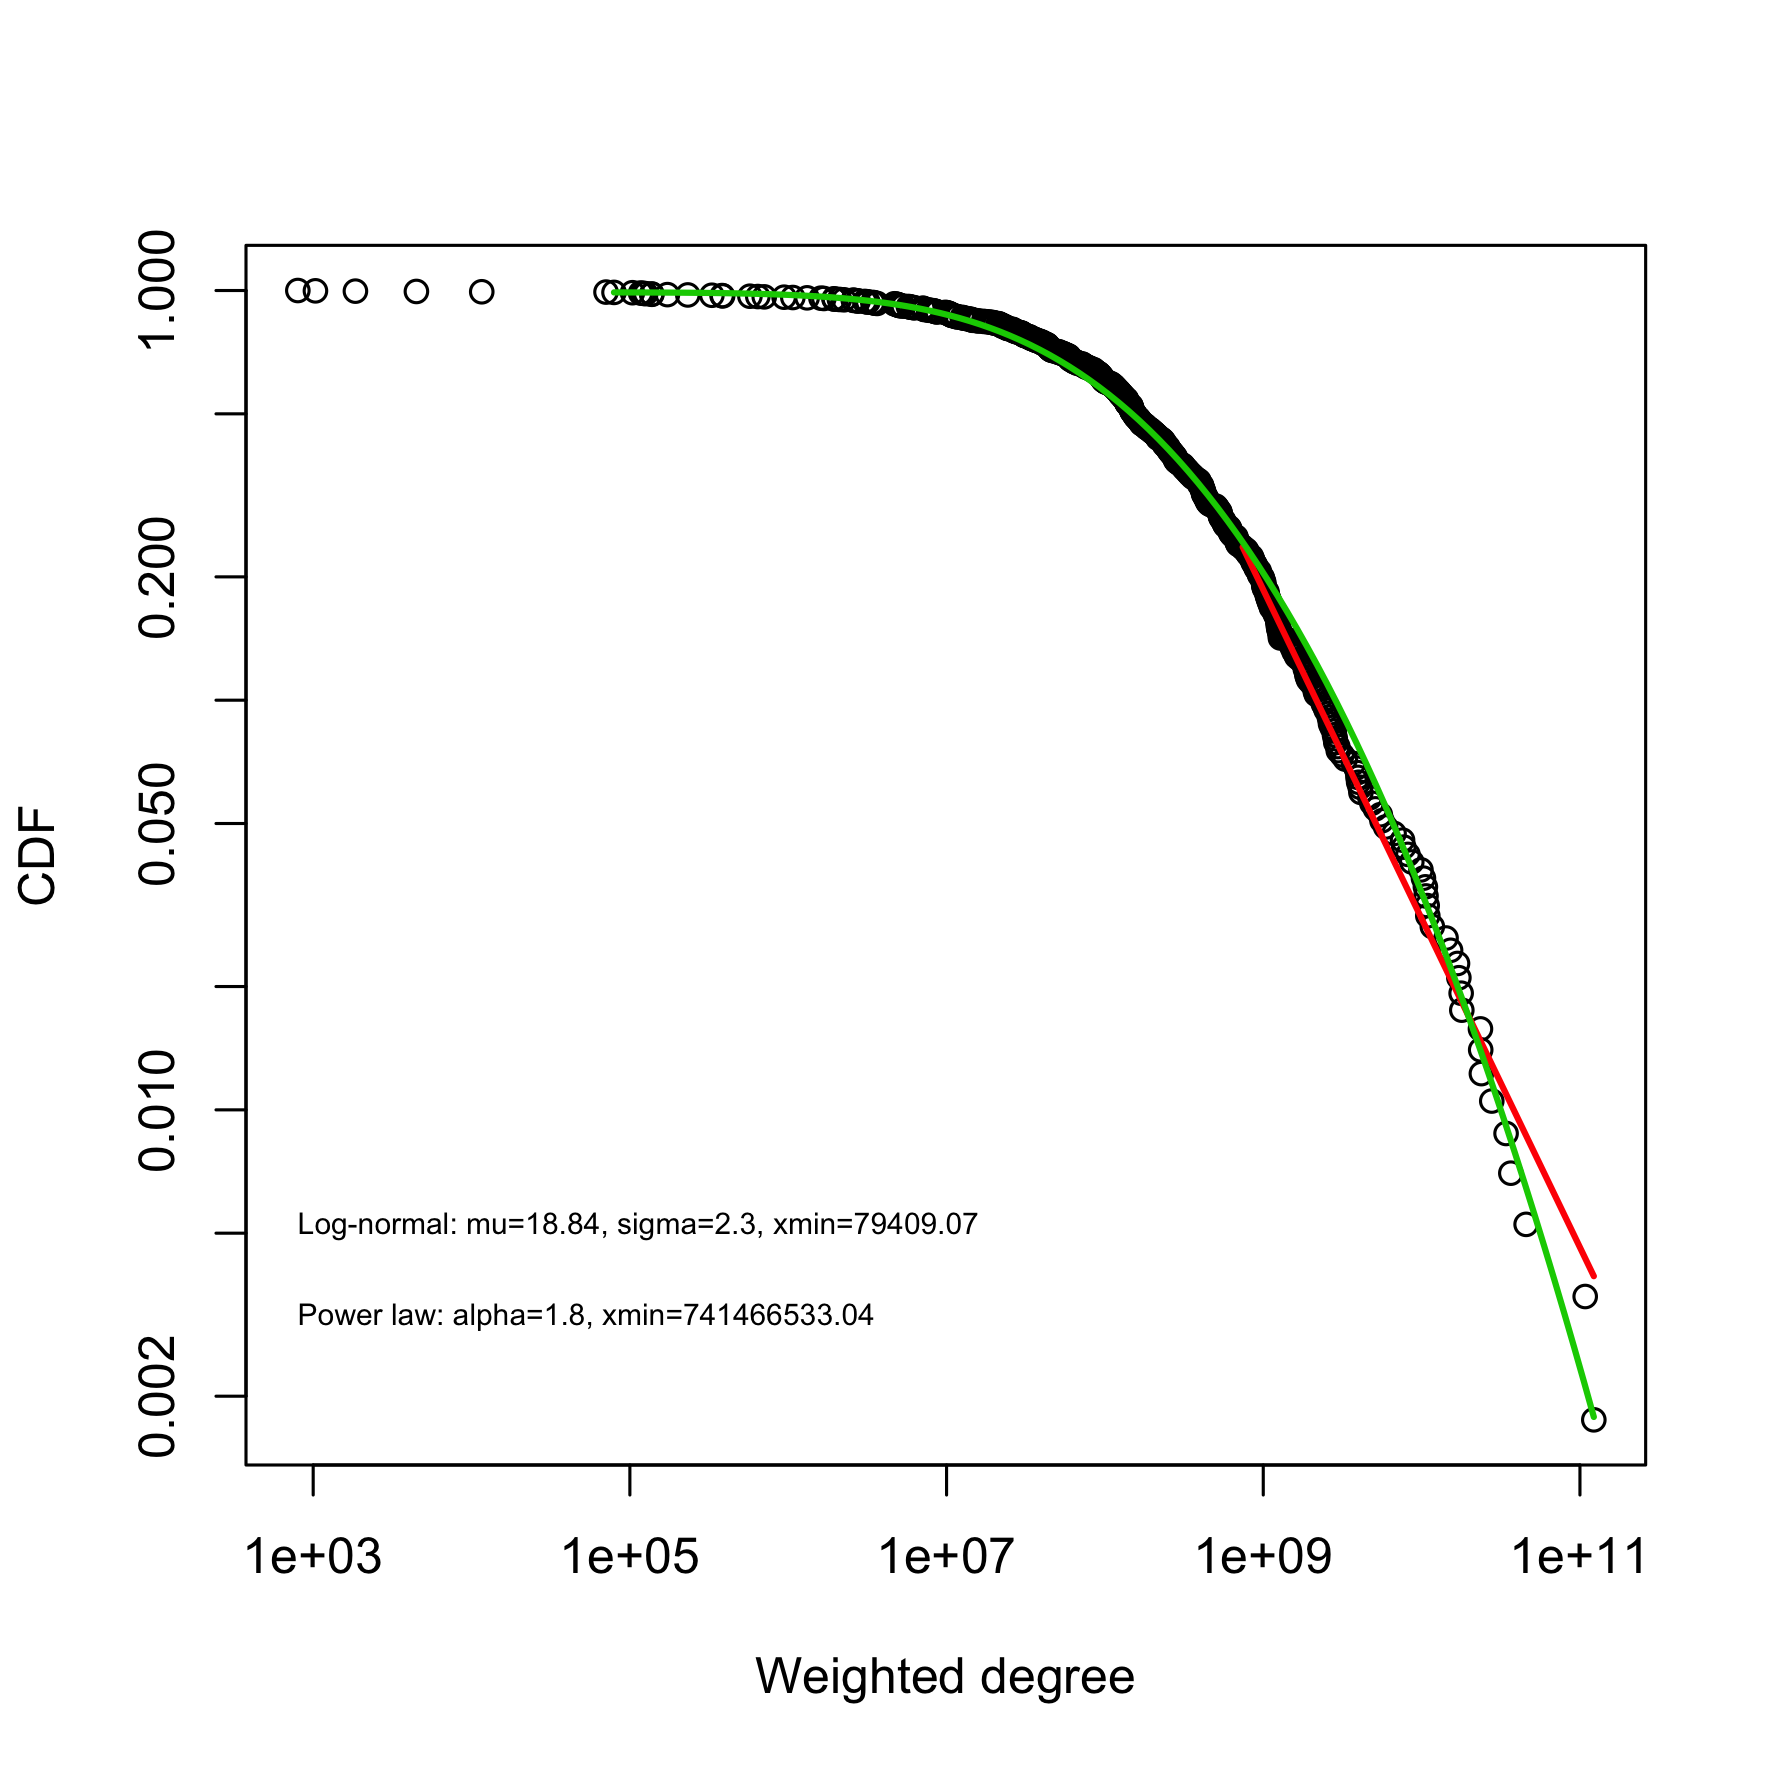 1.000
0.200
0.050
0.010
0.002
CDF
Log-normal: mu=18.84, sigma=2.3, xmin=79409.07
Power law: alpha=1.8, xmin=741466533.04
1e+03 1e+05 1e+07 1e+09 1e+11
Weighted degree